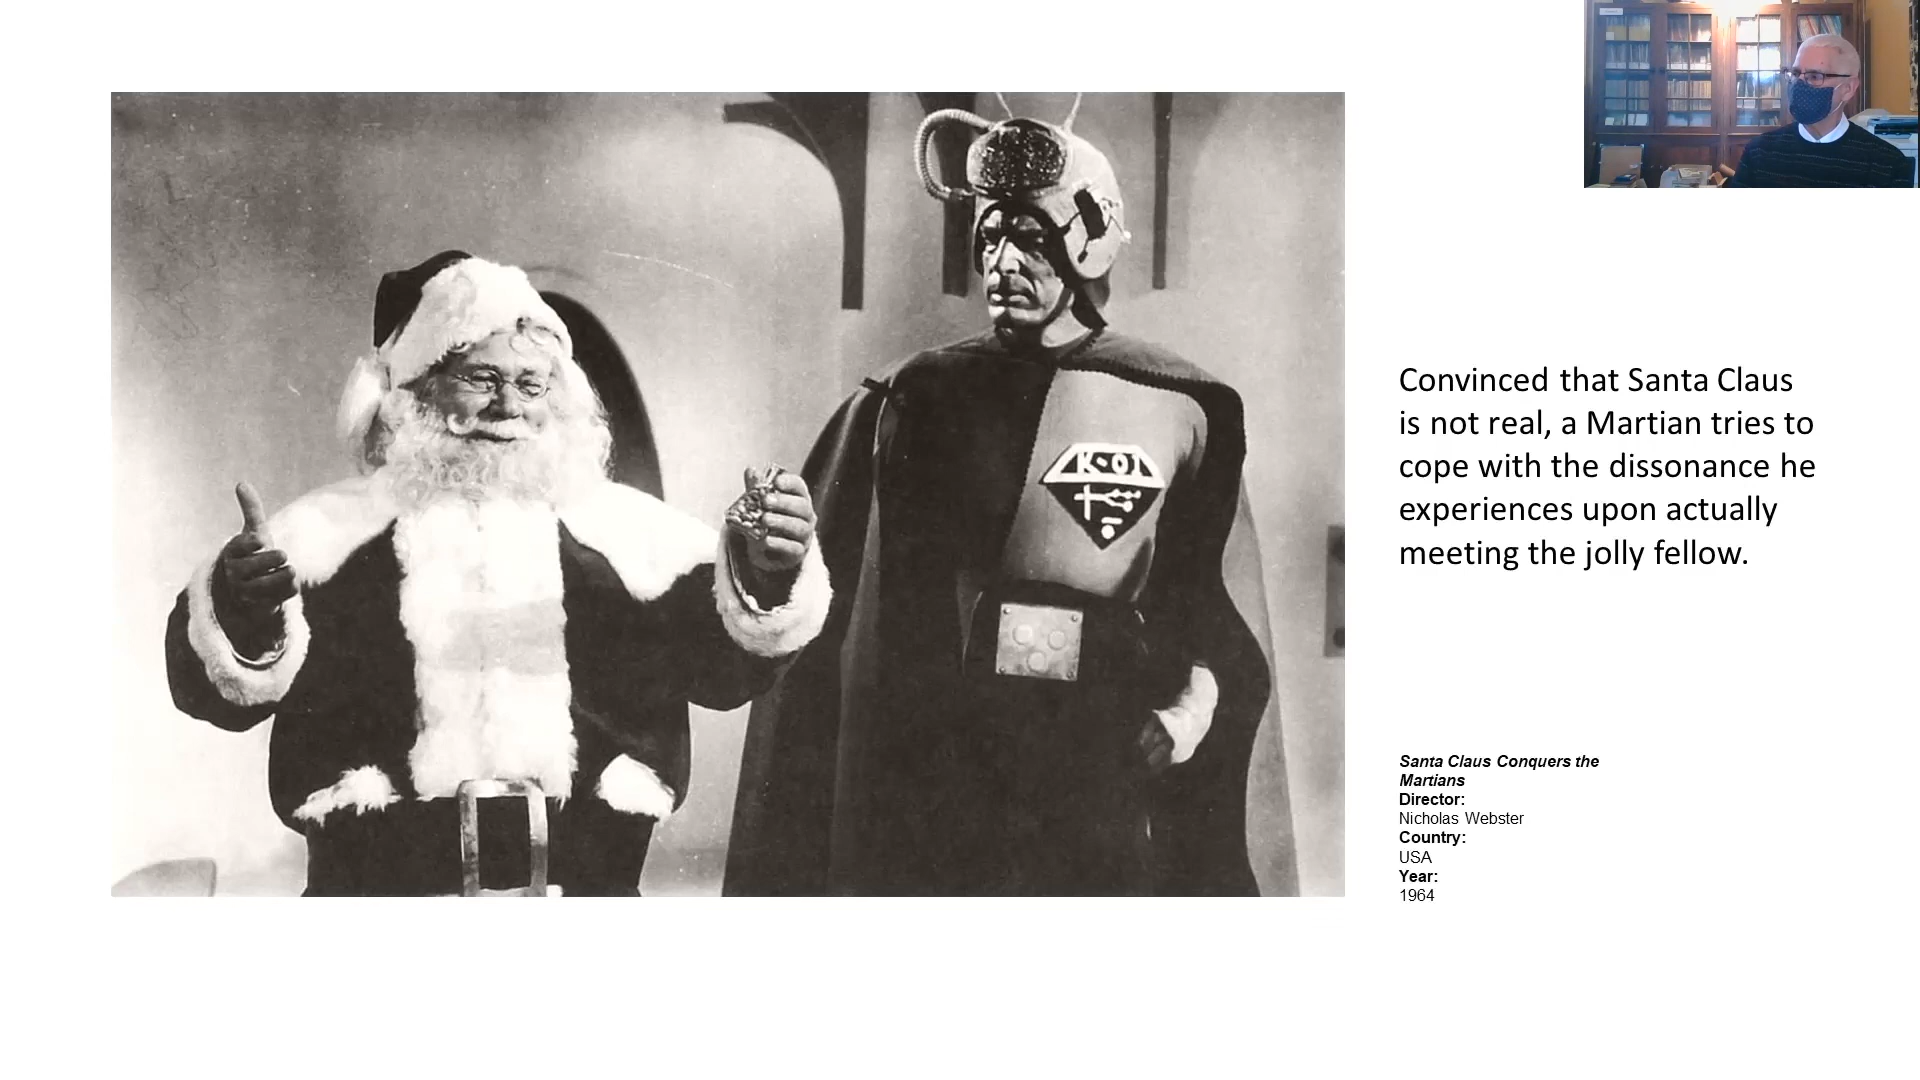 K•01
Convinced that Santa Claus
is not real, a Martian tries to
cope with the dissonance he
experiences upon actually
meeting the jolly fellow.
Santa Claus Conquers the
Martians
Director:
Nicholas Webster
Country:
USA
Year:
1964